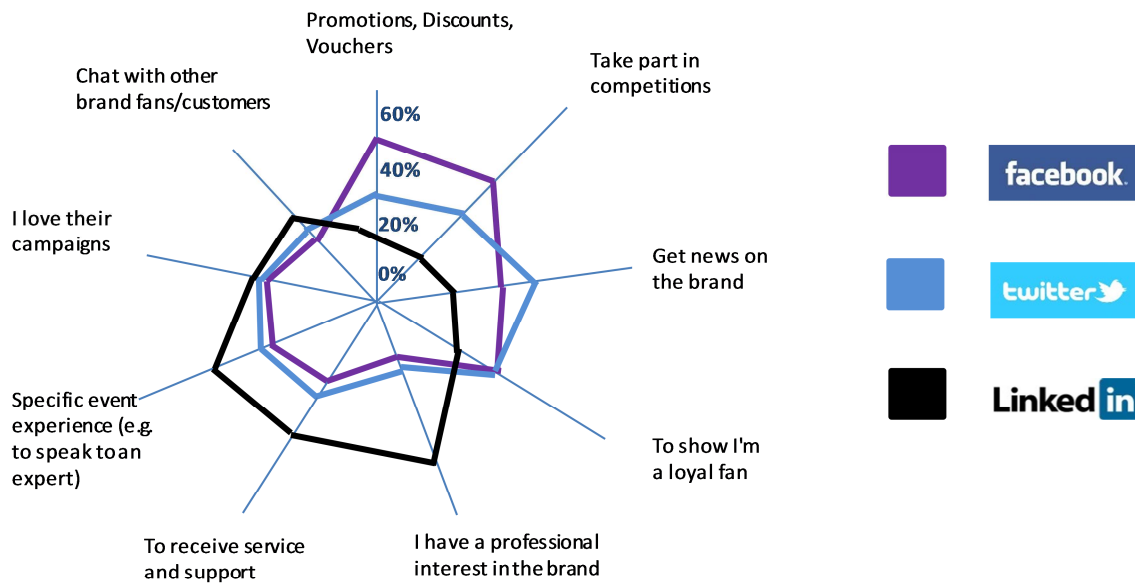 Promotions, Discounts,
Vouchers
Take part in
competitions
Chat with other
brand fans/customers
60%
40%
20%
0%
facebook.
I love their
campaigns
Get news on
the brand
twitter
Linked in
Specific event
experience (e.g.
to speak to an
expert)
To show I'm
a loyal fan
To receive service
and support
I have a professional
interest in the brand